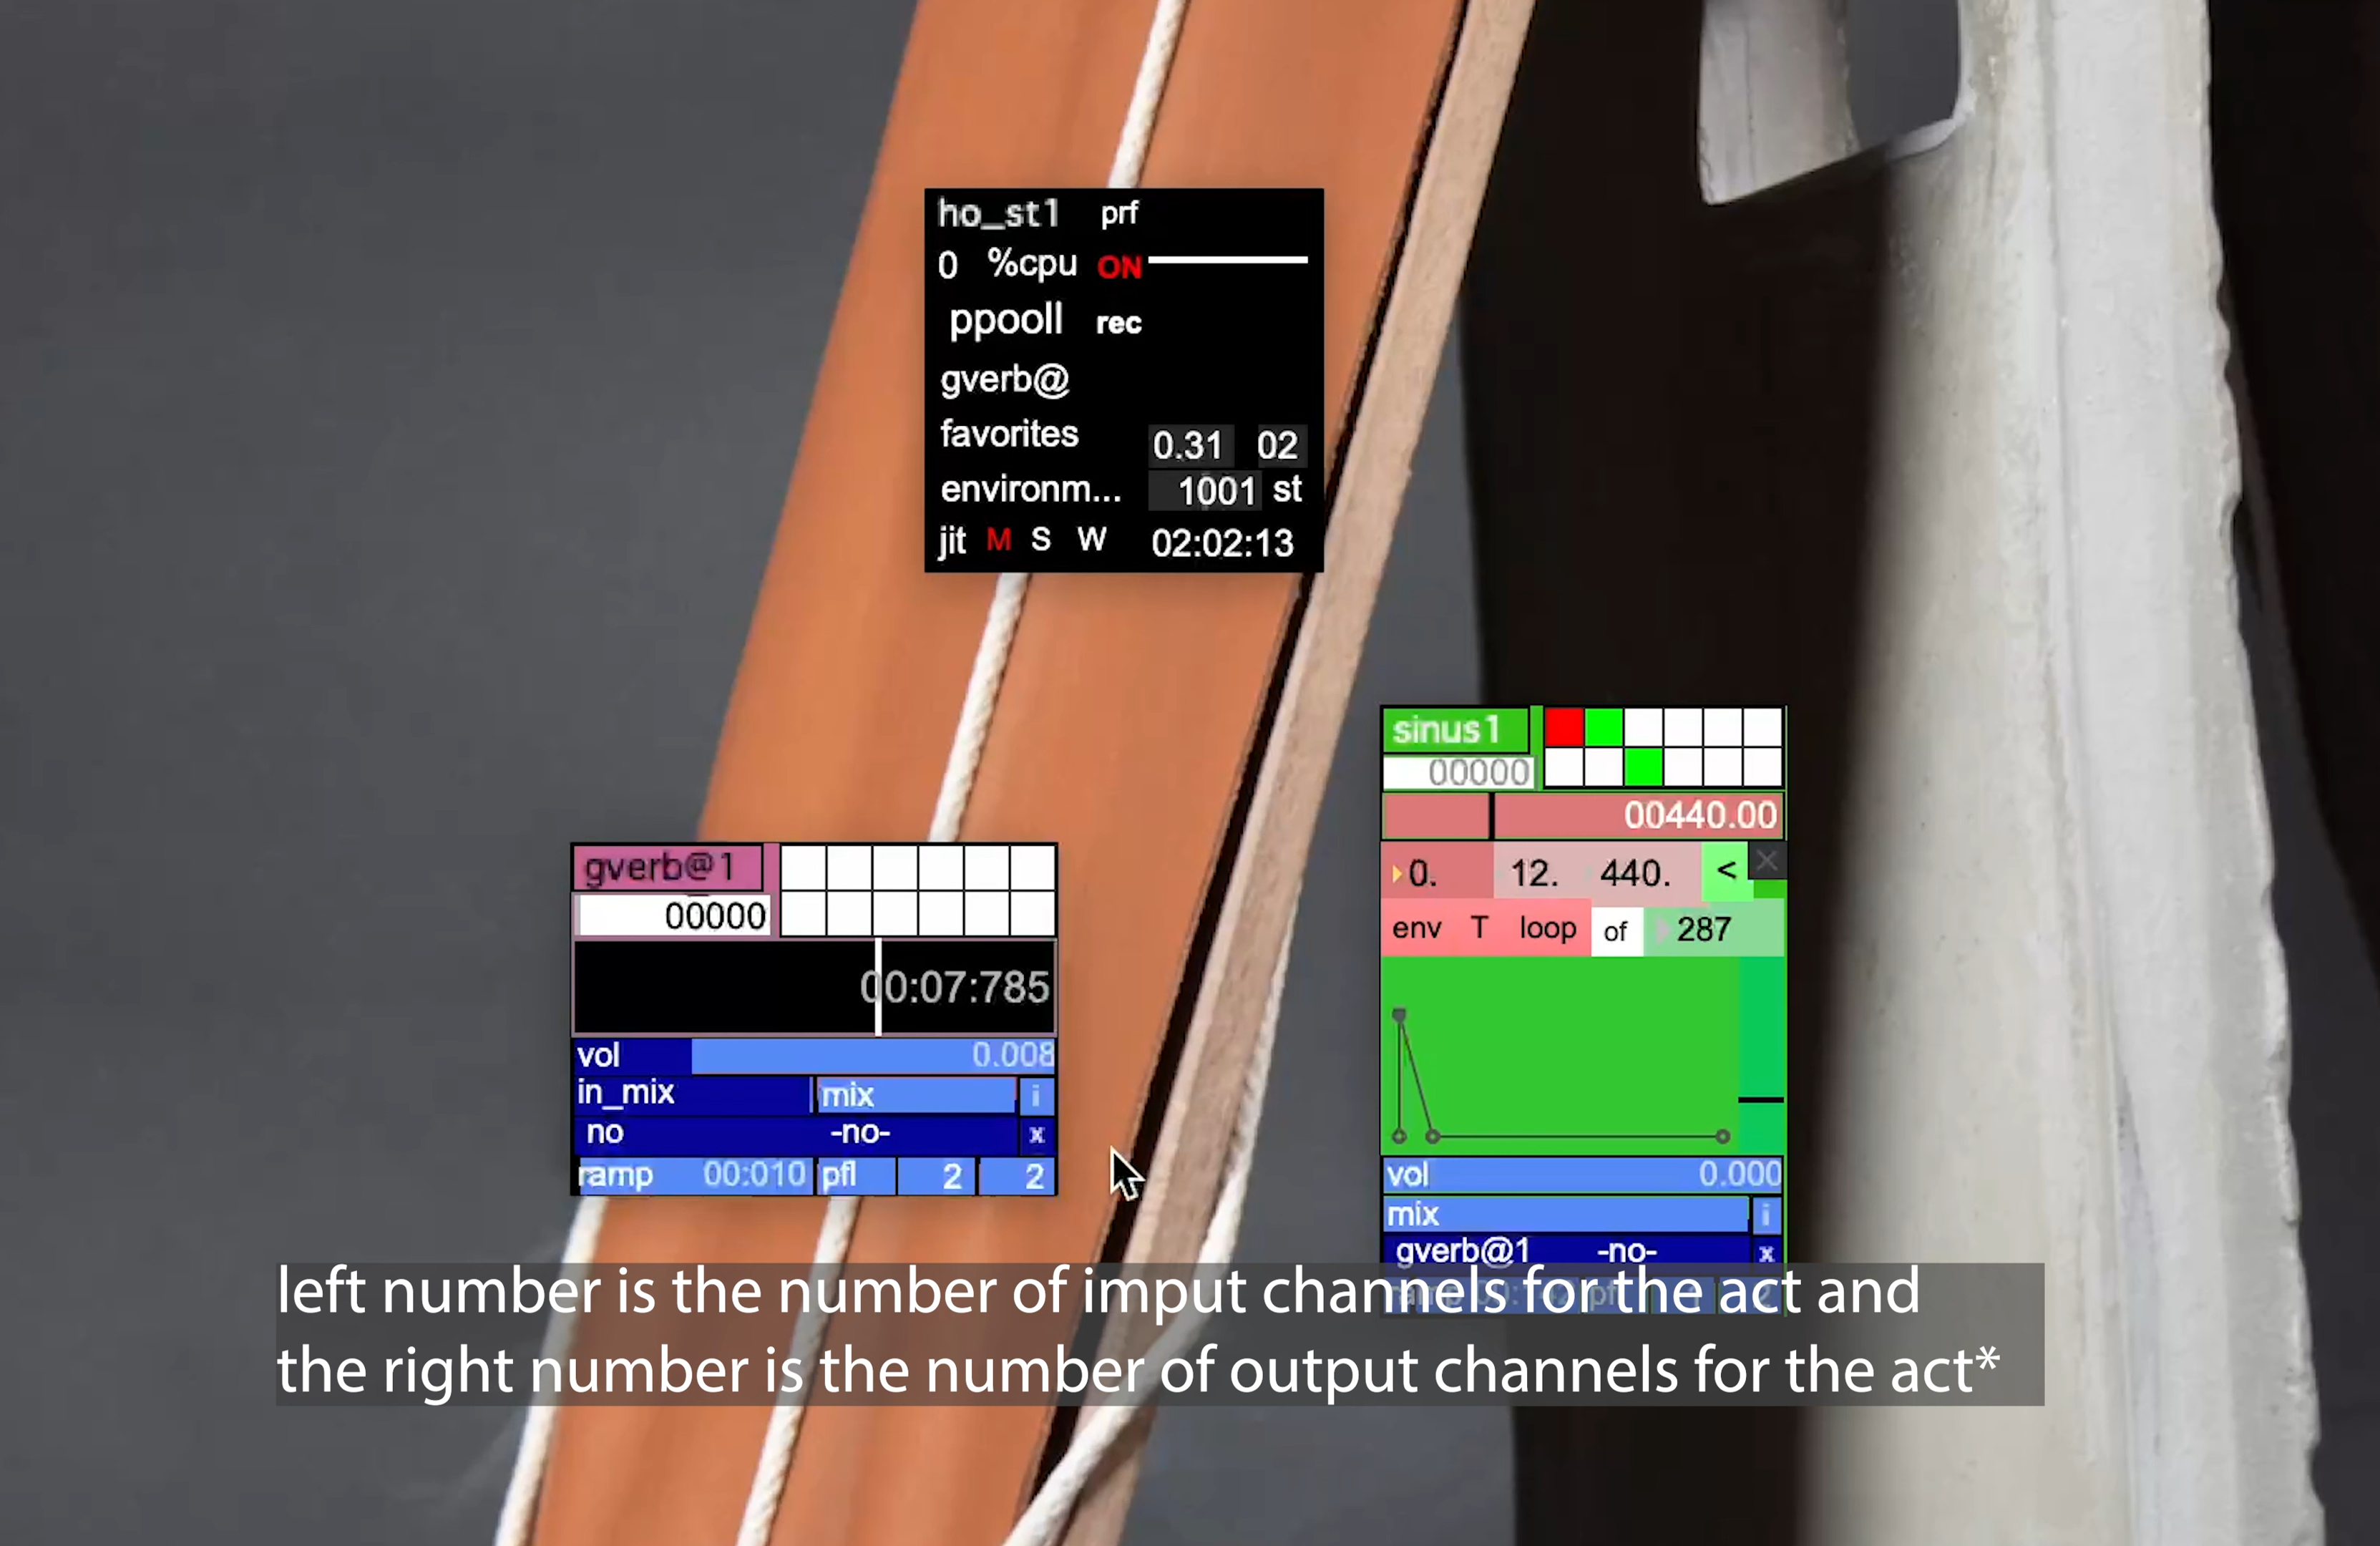 ho_st1 prf
0 %cpu ON
ppooll rec
gverb@
favorites 0.31 02
environm... 1001 st
jit M S W 02:02:13
sinus1
00000
00440.00
0. 12. 440. <
env T loop of 287
vol 0.000
mix i
gverb@1 -no- x
gverb@1
00000
00:07:785
vol 0.008
in_mix mix i
no -no- x
ramp 00:010 pfl 2 2
left number is the number of imput channels for the act and
the right number is the number of output channels for the act*